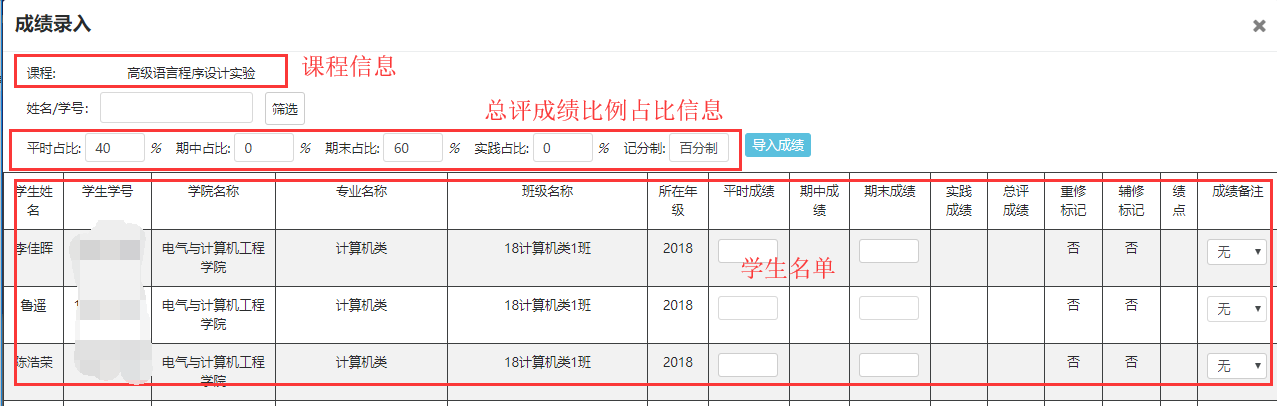 成绩录入
课程: 高级语言程序设计实验 课程信息
姓名/学号: 筛选
总评成绩比例占比信息
平时占比: 40 % 期中占比: 0 % 期末占比: 60 % 实践占比: 0 % 记分制: 百分制 导入成绩
学生姓名 学生学号 学院名称 专业名称 班级名称 所在年级 平时成绩 期中成绩 期末成绩 实践成绩 总评成绩 重修标记 辅修标记 绩点 成绩备注
李佳晖 电气与计算机工程学院 计算机类 18计算机类1班 2018 否 否 无
学生名单
鲁遥 电气与计算机工程学院 计算机类 18计算机类1班 2018 否 否 无
陈浩荣 电气与计算机工程学院 计算机类 18计算机类1班 2018 否 否 无